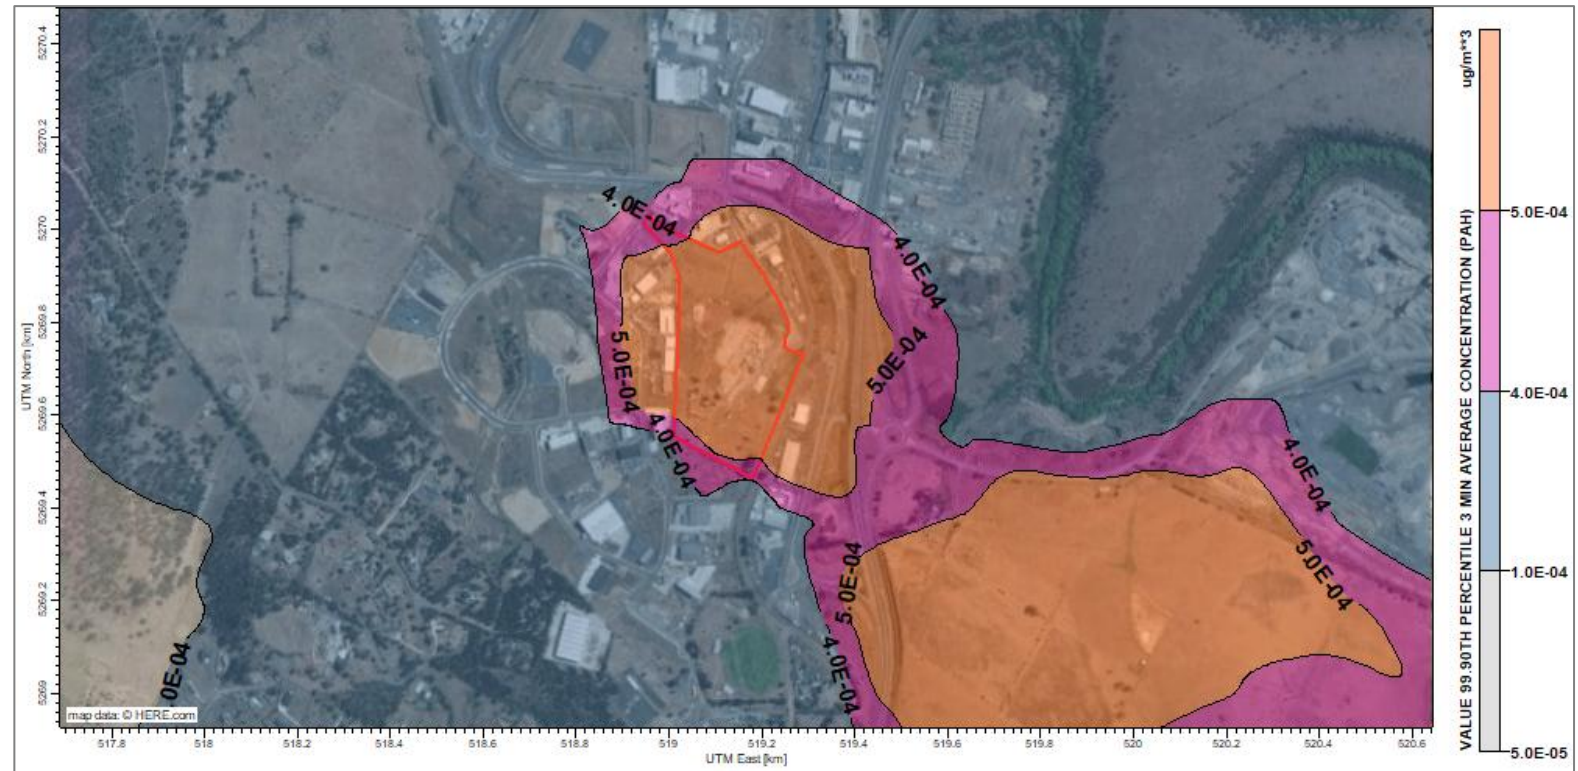 5270.4
5270.2
5270
5269.8
5269.6
5269.4
5269.2
5269
UTM North [km]
517.8
518
518.2
518.4
518.6
518.8
519
519.2
519.4
519.6
519.8
520
520.2
520.4
520.6
UTM East [km]
4.0E-04
4.0E-04
5.0E-04
5.0E-04
4.0E-04
4.0E-04
5.0E-04
5.0E-04
4.0E-04
0E-04
map data: © HERE.com
ug/m**3
VALUE 99.90TH PERCENTILE 3 MIN AVERAGE CONCENTRATION (PAH)
5.0E-04
4.0E-04
1.0E-04
5.0E-05